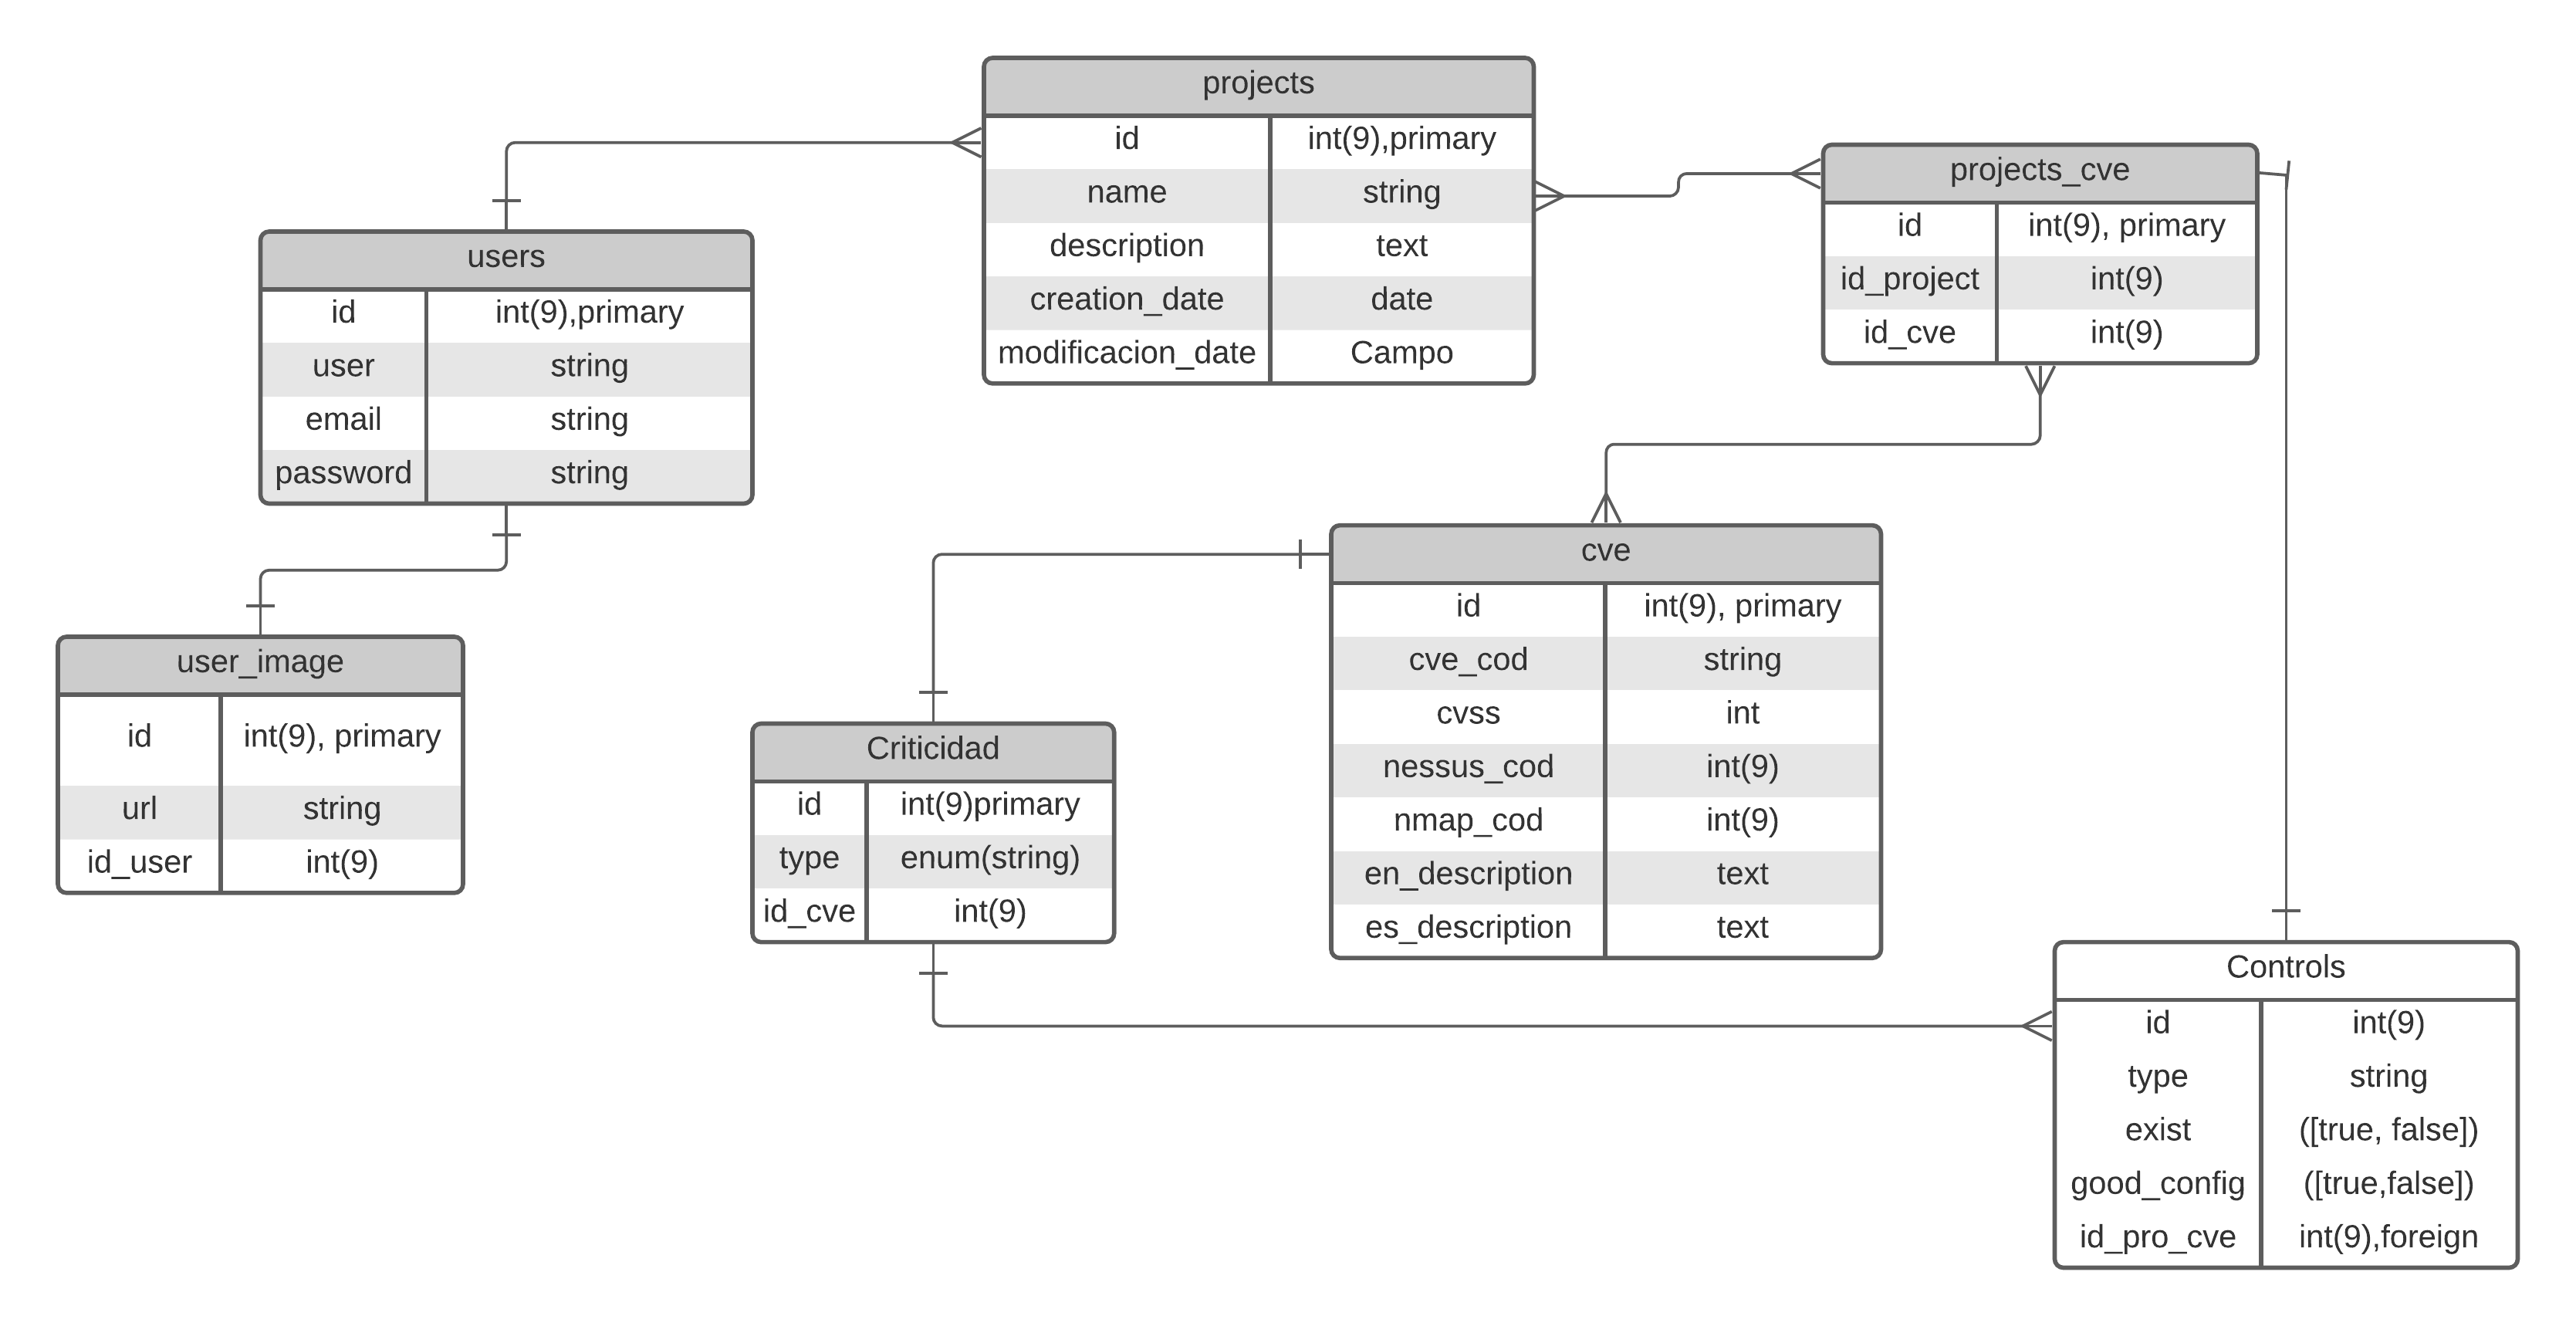 projects
id int(9),primary
name string
description text
creation_date date
modificacion_date Campo
projects_cve
id int(9), primary
id_project int(9)
id_cve int(9)
users
id int(9),primary
user string
email string
password string
cve
id int(9), primary
cve_cod string
cvss int
nessus_cod int(9)
nmap_cod int(9)
en_description text
es_description text
user_image
id int(9), primary
url string
id_user int(9)
Criticidad
id int(9)primary
type enum(string)
id_cve int(9)
Controls
id int(9)
type string
exist ([true, false])
good_config ([true,false])
id_pro_cve int(9),foreign